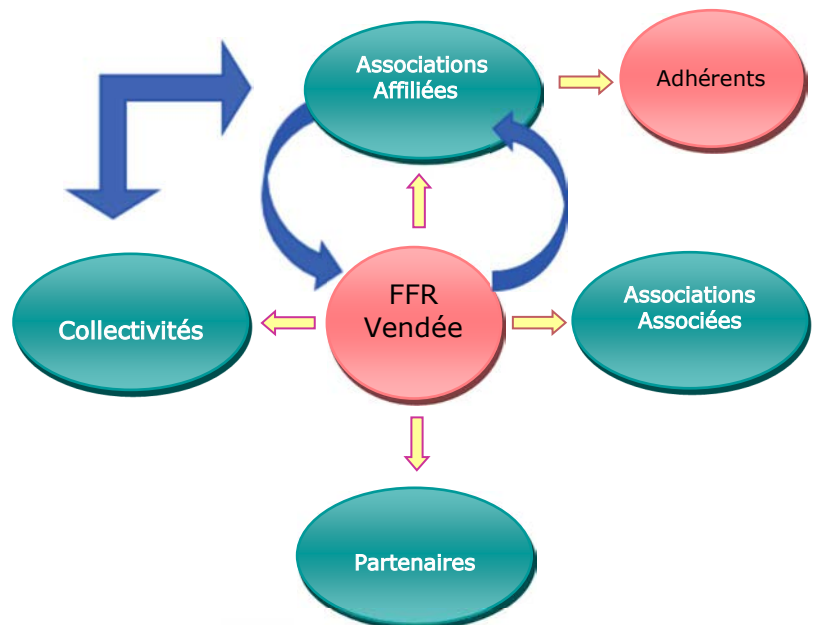 Associations
Affiliées
Adhérents
FFR
Vendée
Collectivités
Associations
Associées
Partenaires